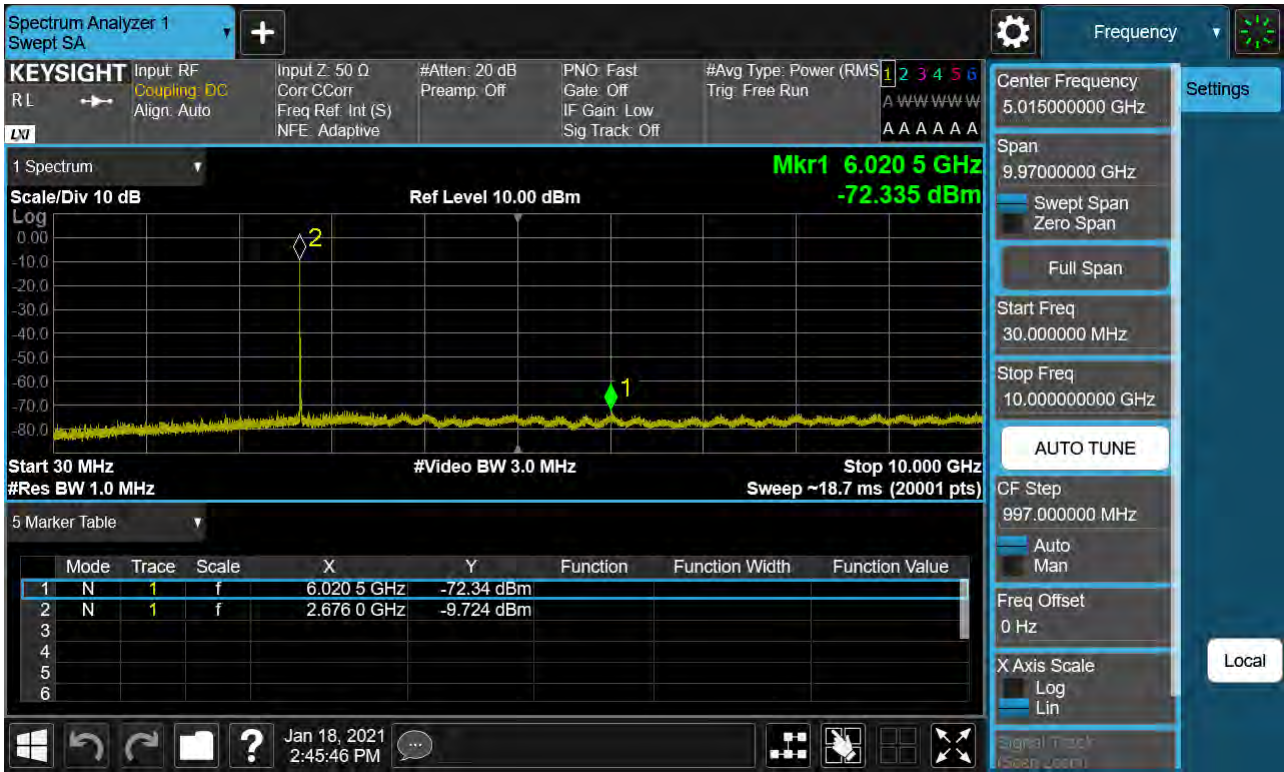 Spectrum Analyzer 1
Swept SA
+
Frequency
KEYSIGHT
RL
LXI
Input: RF
Coupling: DC
Align: Auto
Input Z: 50 Ω
Corr CCorr
Freq Ref: Int (S)
NFE: Adaptive
#Atten: 20 dB
Preamp: Off
PNO: Fast
Gate: Off
IF Gain: Low
Sig Track: Off
#Avg Type: Power (RMS
Trig: Free Run
1 2 3 4 5 6
A W W W W W
A A A A A A
1 Spectrum
Scale/Div 10 dB
Ref Level 10.00 dBm
Mkr1 6.020 5 GHz
-72.335 dBm
Log
0.00
-10.0
-20.0
-30.0
-40.0
-50.0
-60.0
-70.0
-80.0
2
1
Start 30 MHz
#Video BW 3.0 MHz
Stop 10.000 GHz
#Res BW 1.0 MHz
Sweep ~18.7 ms (20001 pts)
5 Marker Table
Mode Trace Scale X Y Function Function Width Function Value
1 N 1 f 6.020 5 GHz -72.34 dBm
2 N 1 f 2.676 0 GHz -9.724 dBm
3
4
5
6
?
Jan 18, 2021
2:45:46 PM
Center Frequency
5.015000000 GHz
Settings
Span
9.97000000 GHz
Swept Span
Zero Span
Full Span
Start Freq
30.000000 MHz
Stop Freq
10.000000000 GHz
AUTO TUNE
CF Step
997.000000 MHz
Auto
Man
Freq Offset
0 Hz
X Axis Scale
Log
Lin
Local
Signal Track
(Span Zoom)